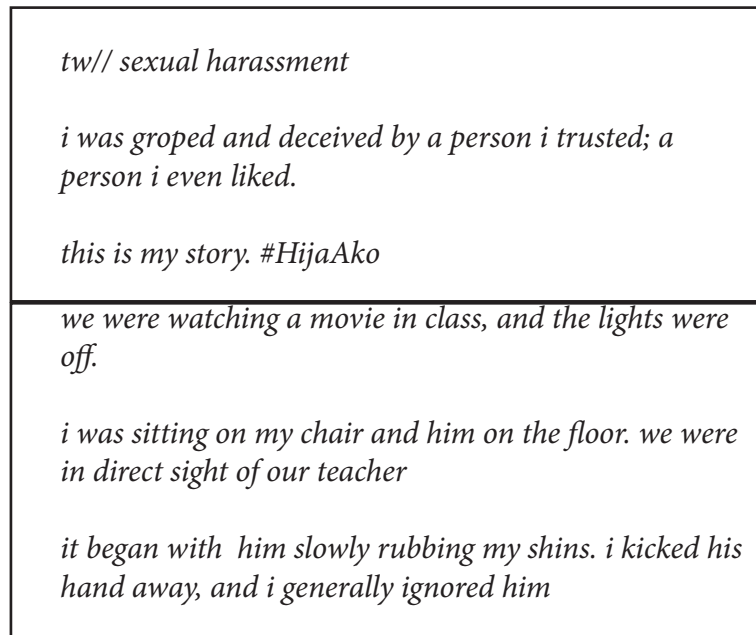 tw// sexual harassment
i was groped and deceived by a person i trusted; a
person i even liked.
this is my story. #HijaAko
we were watching a movie in class, and the lights were
off.
i was sitting on my chair and him on the floor. we were
in direct sight of our teacher
it began with  him slowly rubbing my shins. i kicked his
hand away, and i generally ignored him